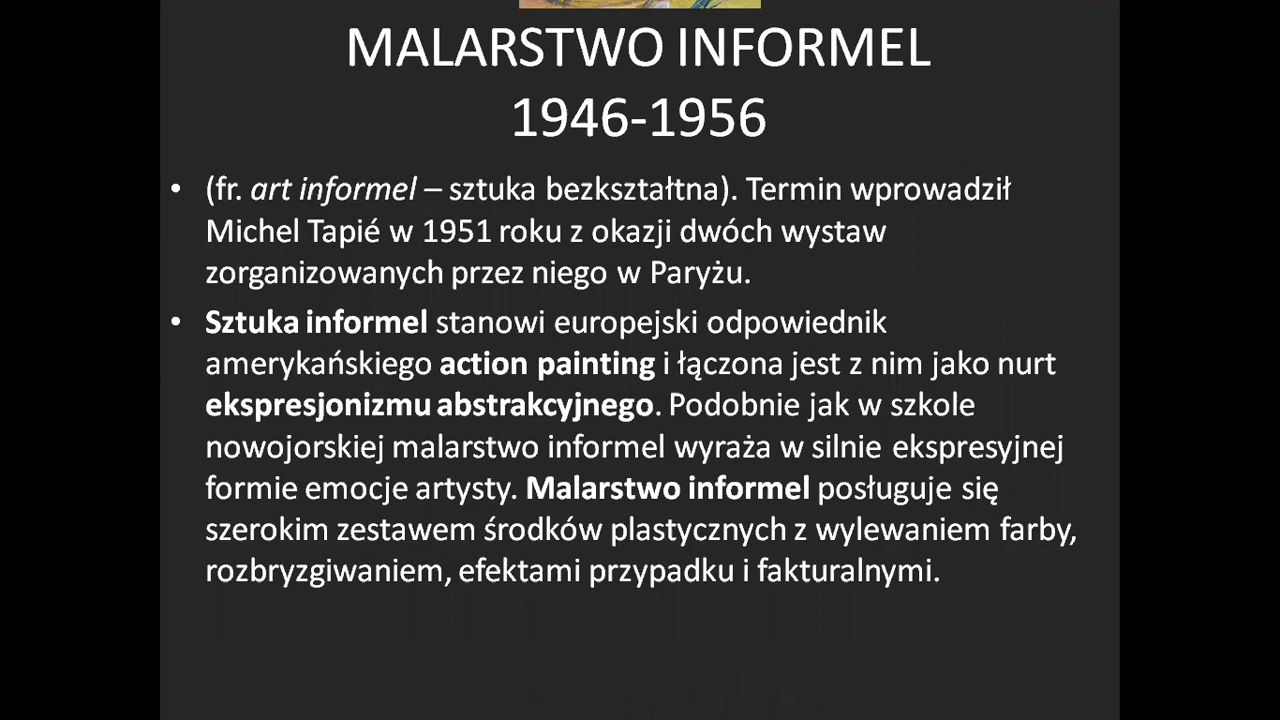 MALARSTWO INFORMEL
1946-1956
• (fr. art informel – sztuka bezkształtna). Termin wprowadził
Michel Tapié w 1951 roku z okazji dwóch wystaw
zorganizowanych przez niego w Paryżu.
• Sztuka informel stanowi europejski odpowiednik
amerykańskiego action painting i łączona jest z nim jako nurt
ekspresjonizmu abstrakcyjnego. Podobnie jak w szkole
nowojorskiej malarstwo informel wyraża w silnie ekspresyjnej
formie emocje artysty. Malarstwo informel posługuje się
szerokim zestawem środków plastycznych z wylewaniem farby,
rozbryzgiwaniem, efektami przypadku i fakturalnymi.